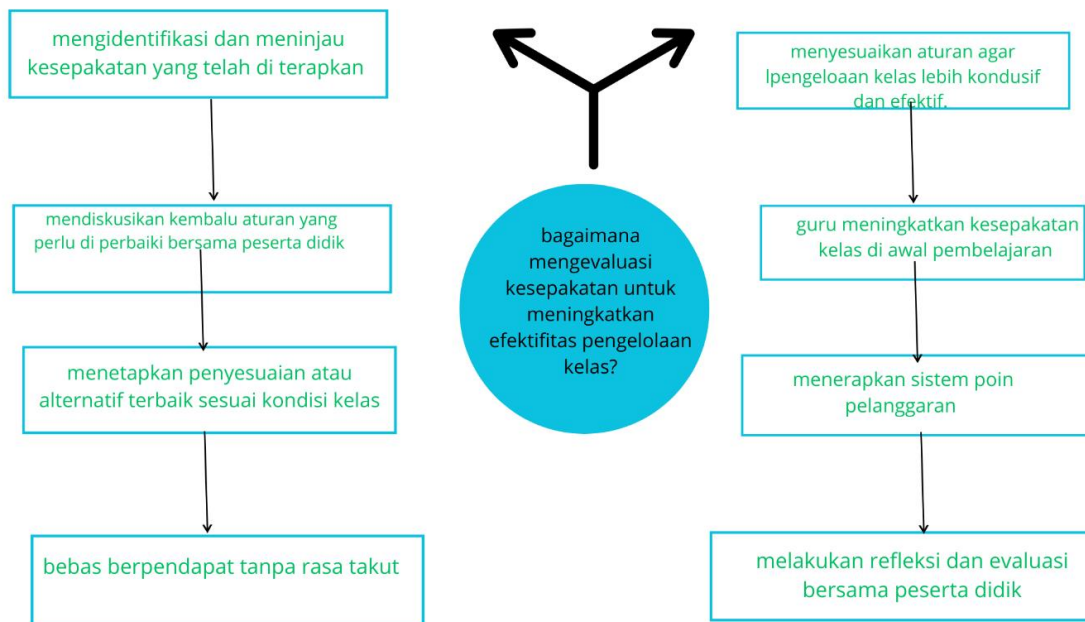 mengidentifikasi dan meninjau
kesepakatan yang telah di terapkan
mendiskusikan kembalu aturan yang
perlu di perbaiki bersama peserta didik
menetapkan penyesuaian atau
alternatif terbaik sesuai kondisi kelas
bebas berpendapat tanpa rasa takut
bagaimana
mengevaluasi
kesepakatan untuk
meningkatkan
efektifitas pengelolaan
kelas?
menyesuaikan aturan agar
lpengeloaan kelas lebih kondusif
dan efektif.
guru meningkatkan kesepakatan
kelas di awal pembelajaran
menerapkan sistem poin
pelanggaran
melakukan refleksi dan evaluasi
bersama peserta didik